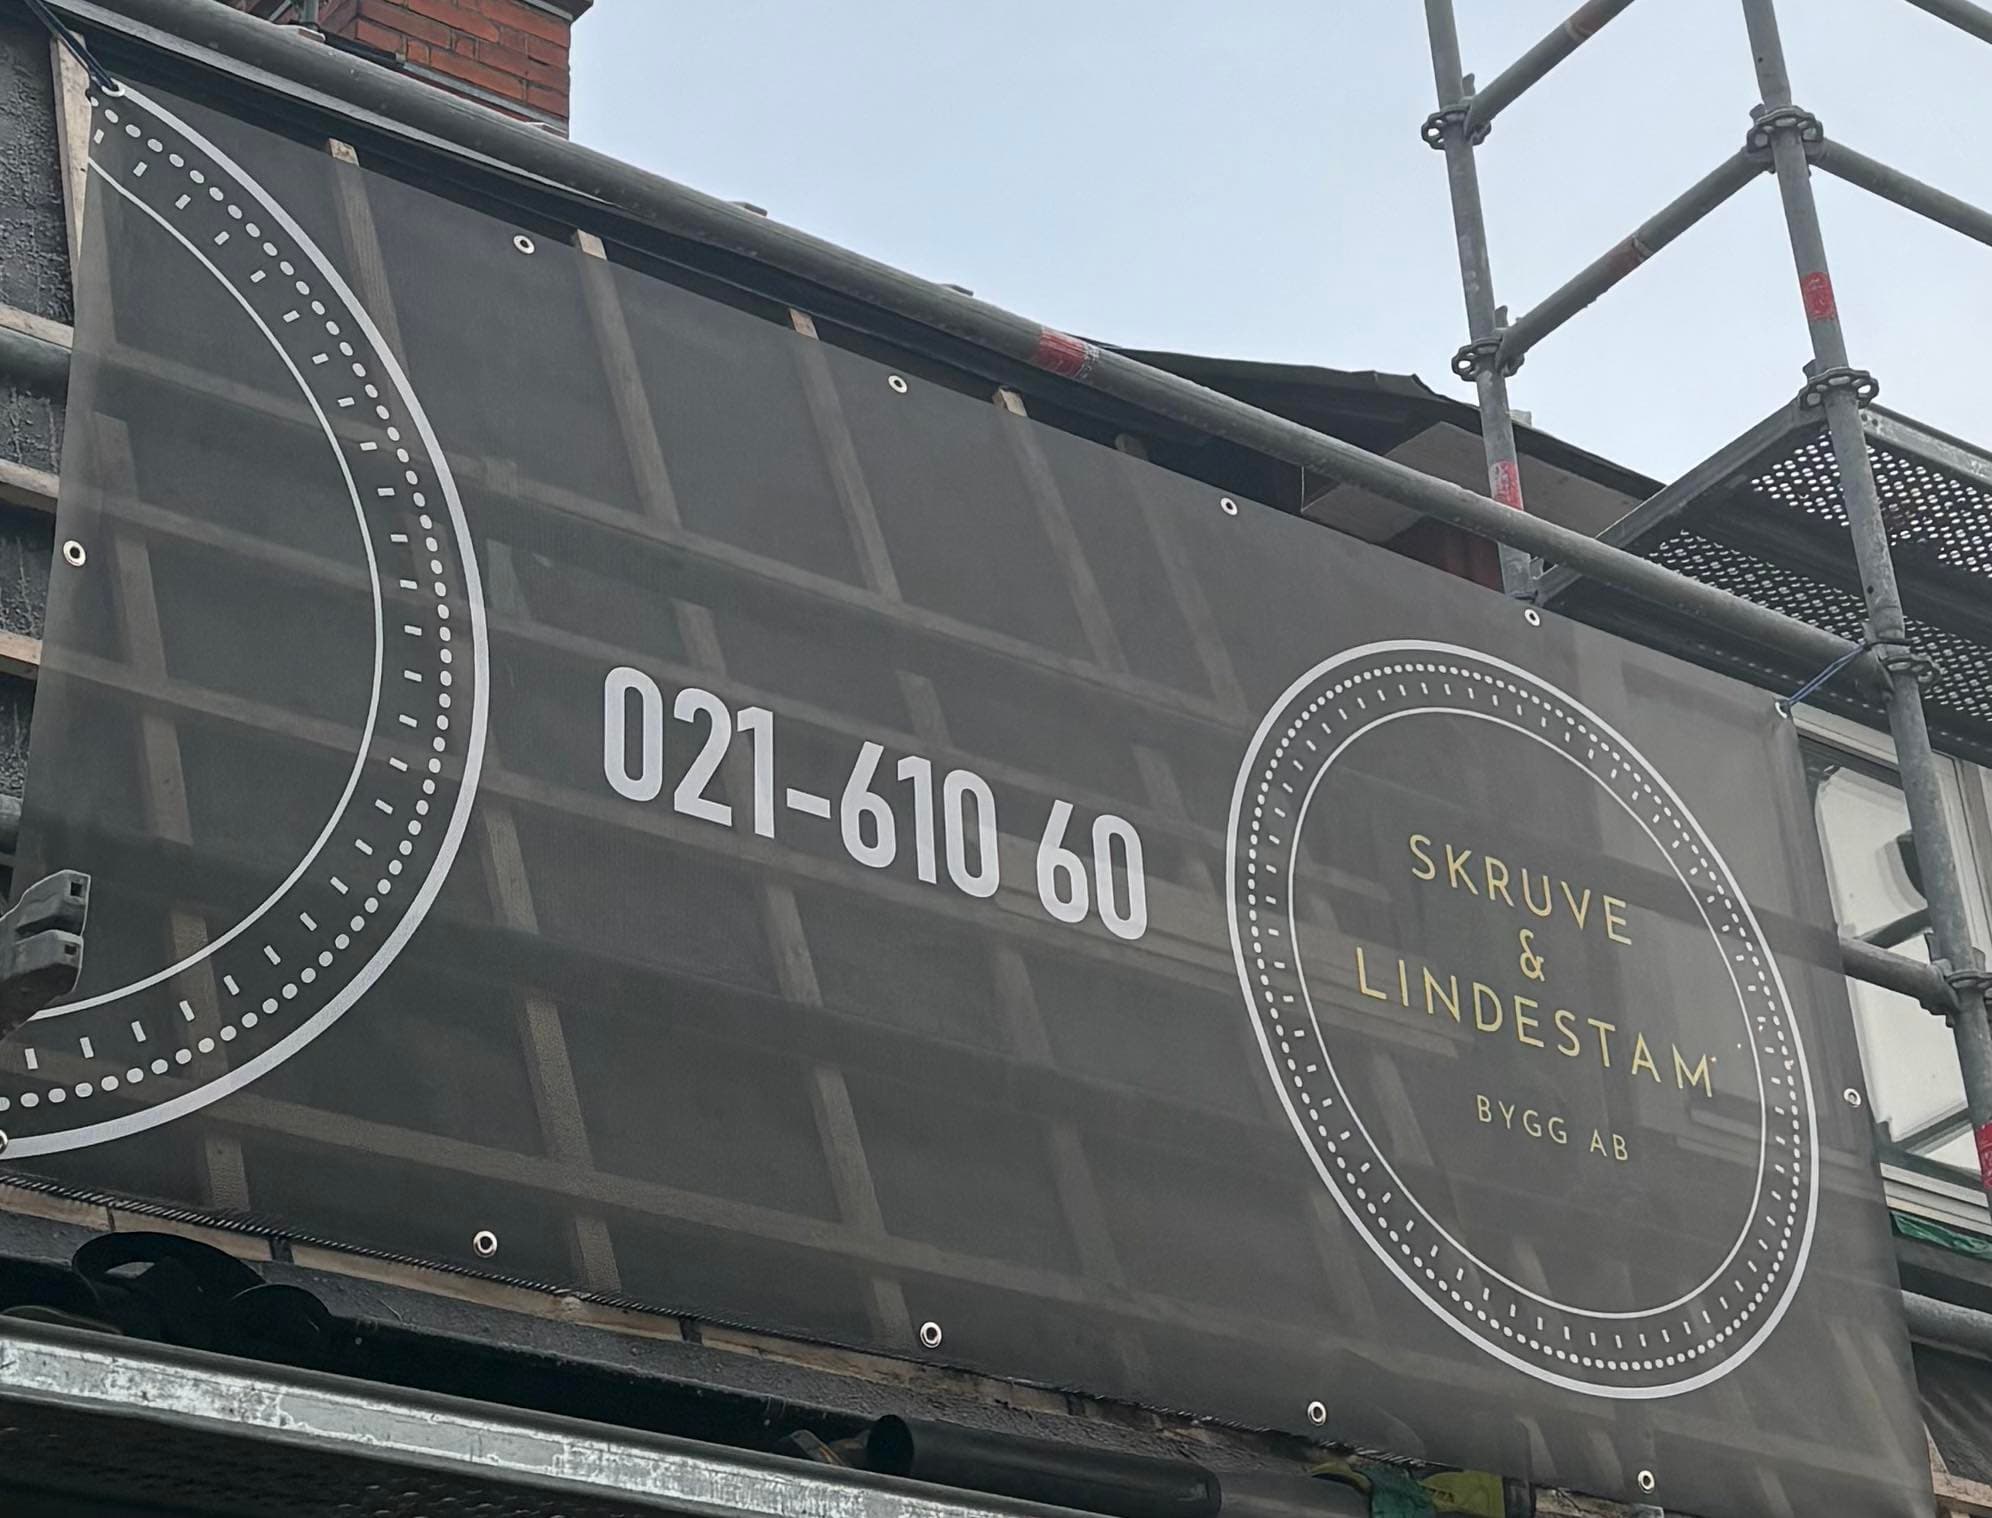 021-610 60
SKRUVE
&
LINDESTAM
BYGG AB